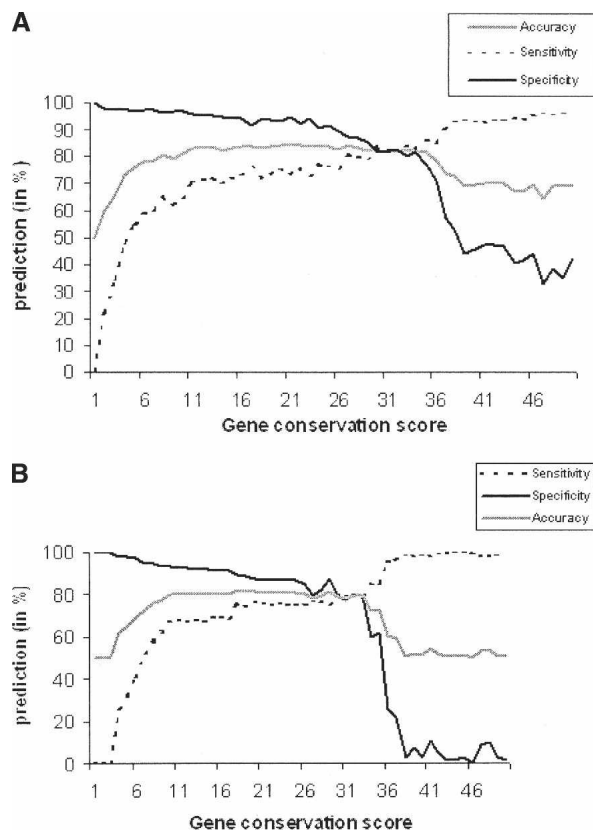 A
Accuracy
Sensitivity
Specificity
100
90
80
70
60
50
40
30
20
10
0
prediction (in %)
1 6 11 16 21 26 31 36 41 46
Gene conservation score
B
Sensitivity
Specificity
Accuracy
100
80
60
40
20
0
prediction (in %)
1 6 11 16 21 26 31 36 41 46
Gene conservation score